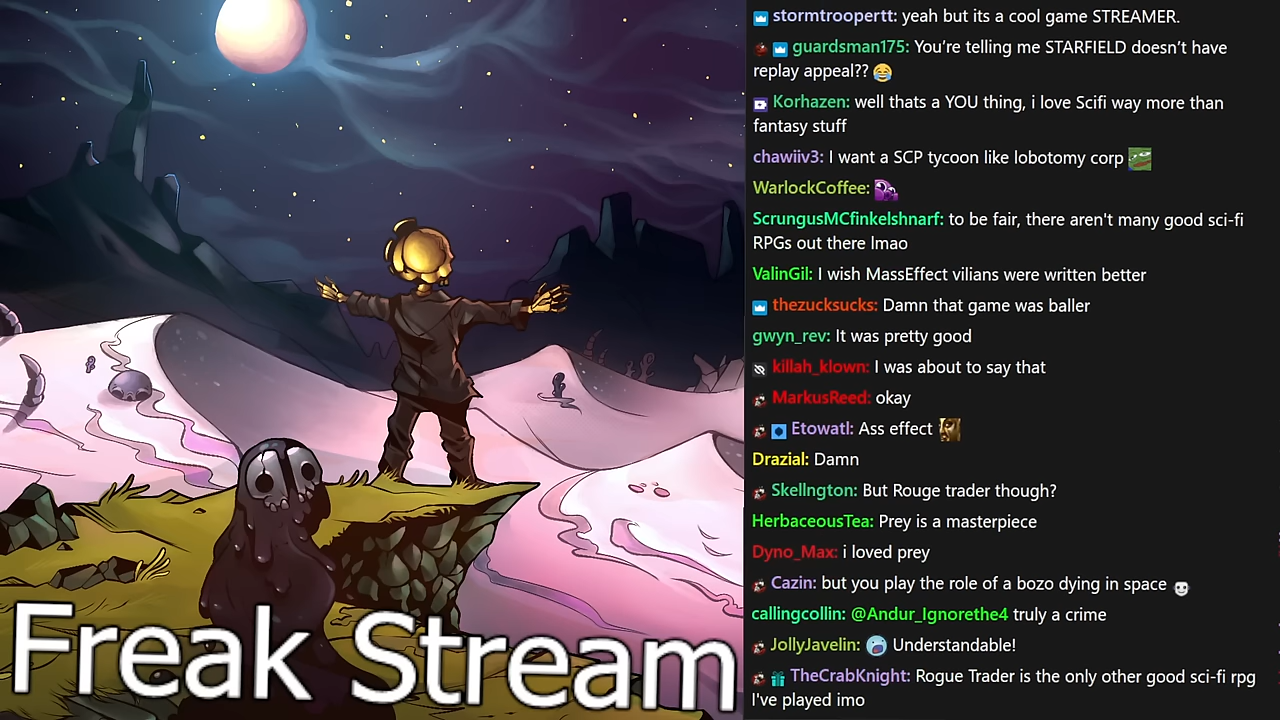 Freak Stream
stormtroopertt: yeah but its a cool game STREAMER.
guardsman175: You’re telling me STARFIELD doesn’t have
replay appeal??
Korhazen: well thats a YOU thing, i love Scifi way more than
fantasy stuff
chawiiv3: I want a SCP tycoon like lobotomy corp
WarlockCoffee:
ScrungusMCfinkelshnarf: to be fair, there aren't many good sci-fi
RPGs out there lmao
ValinGil: I wish MassEffect vilians were written better
thezucksucks: Damn that game was baller
gwyn_rev: It was pretty good
killah_klown: I was about to say that
MarkusReed: okay
Etowatl: Ass effect
Drazial: Damn
Skellngton: But Rouge trader though?
HerbaceousTea: Prey is a masterpiece
Dyno_Max: i loved prey
Cazin: but you play the role of a bozo dying in space
callingcollin: @Andur_Ignorethe4 truly a crime
JollyJavelin: Understandable!
TheCrabKnight: Rogue Trader is the only other good sci-fi rpg
I've played imo